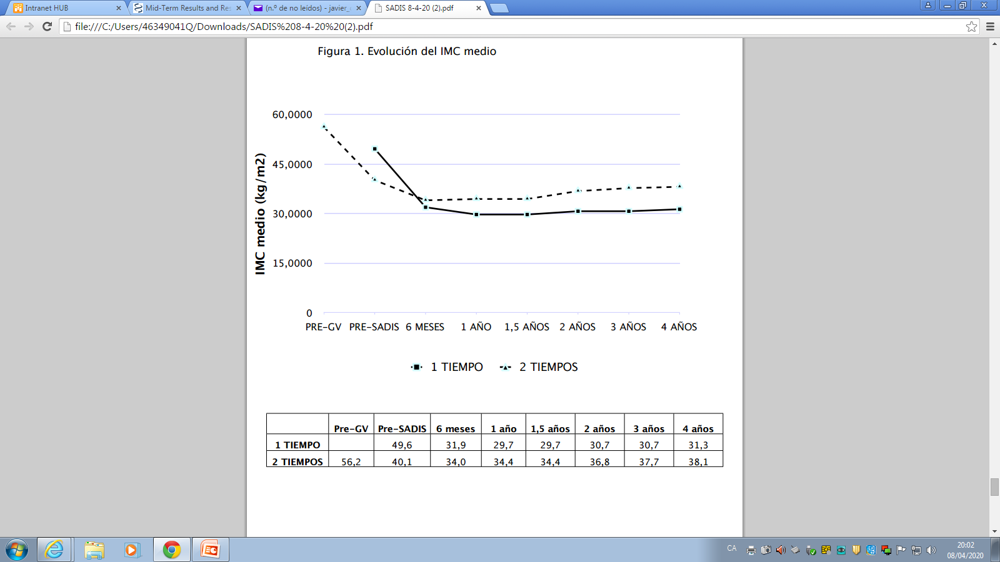 Intranet HUB
Mid-Term Results and Res
(n.º de no leídos) - javier_
SADIS 8-4-20 (2).pdf
file:///C:/Users/46349041Q/Downloads/SADIS%208-4-20%20(2).pdf
Figura 1. Evolución del IMC medio
IMC medio (kg/m2)
60,0000
45,0000
30,0000
15,0000
0
PRE-GV PRE-SADIS 6 MESES 1 AÑO 1,5 AÑOS 2 AÑOS 3 AÑOS 4 AÑOS
1 TIEMPO 2 TIEMPOS
Pre-GV Pre-SADIS 6 meses 1 año 1,5 años 2 años 3 años 4 años
1 TIEMPO 49,6 31,9 29,7 29,7 30,7 30,7 31,3
2 TIEMPOS 56,2 40,1 34,0 34,4 34,4 36,8 37,7 38,1
CA
20:02
08/04/2020